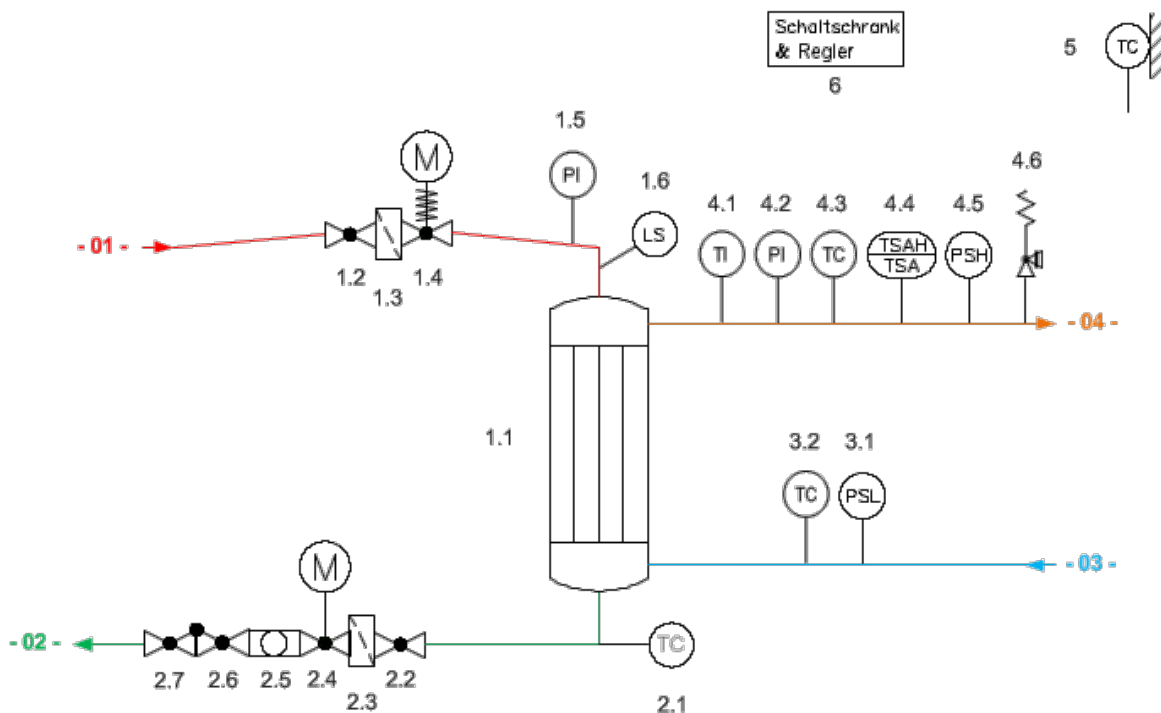 Schaltschrank
& Regler
6
5
TC
1.5
M
PI
1.6
LS
4.6
4.1
4.2
4.3
4.4
4.5
TI
PI
TC
TSAH
TSA
PSH
- 01 -
1.2
1.3
1.4
- 04 -
1.1
3.2
3.1
TC
PSL
M
- 03 -
- 02 -
TC
2.7
2.6
2.5
2.4
2.3
2.2
2.1